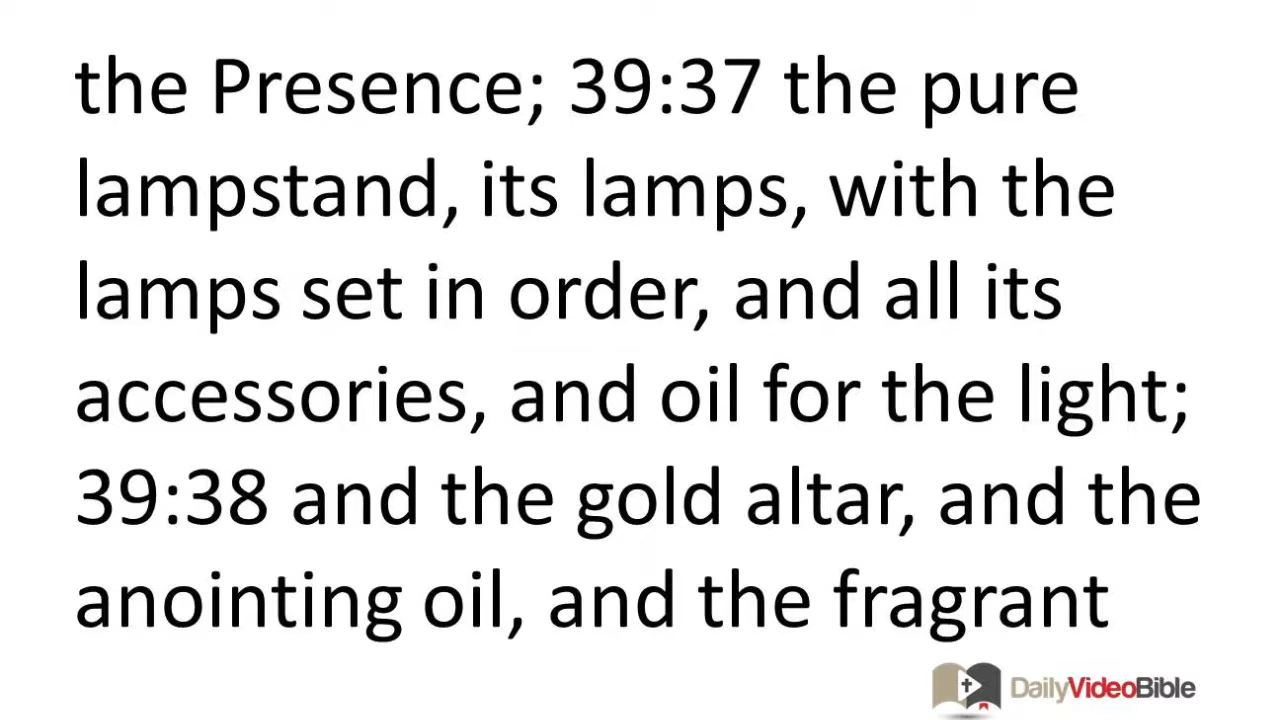 the Presence; 39:37 the pure
lampstand, its lamps, with the
lamps set in order, and all its
accessories, and oil for the light;
39:38 and the gold altar, and the
anointing oil, and the fragrant
DailyVideoBible